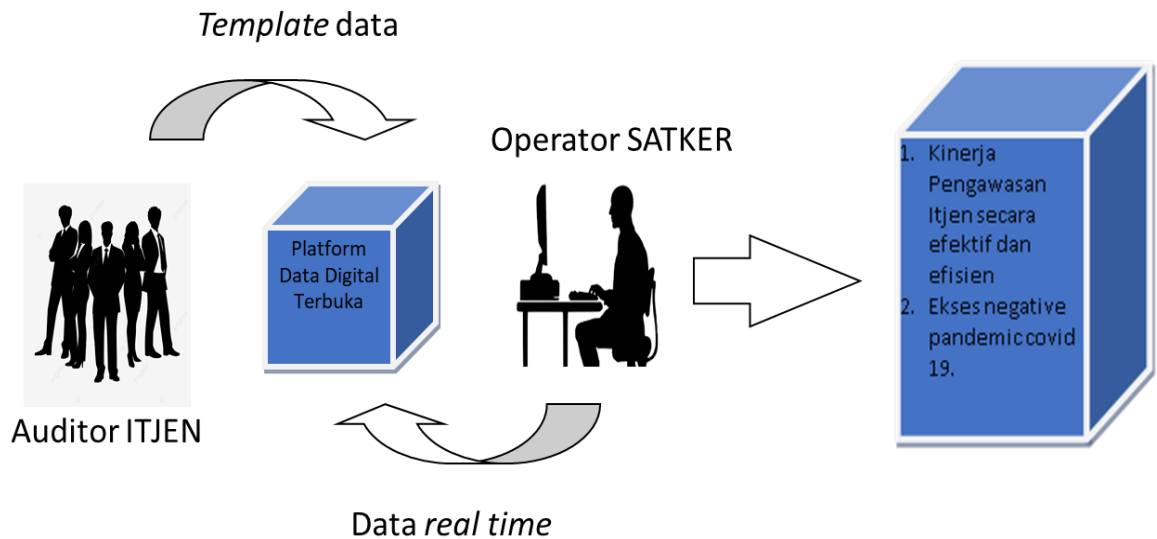 Template data
Operator SATKER
Platform
Data Digital
Terbuka
Auditor ITJEN
Data real time
1. Kinerja
Pengawasan
Itjen secara
efektif dan
efisien
2. Ekses negative
pandemic covid
19.